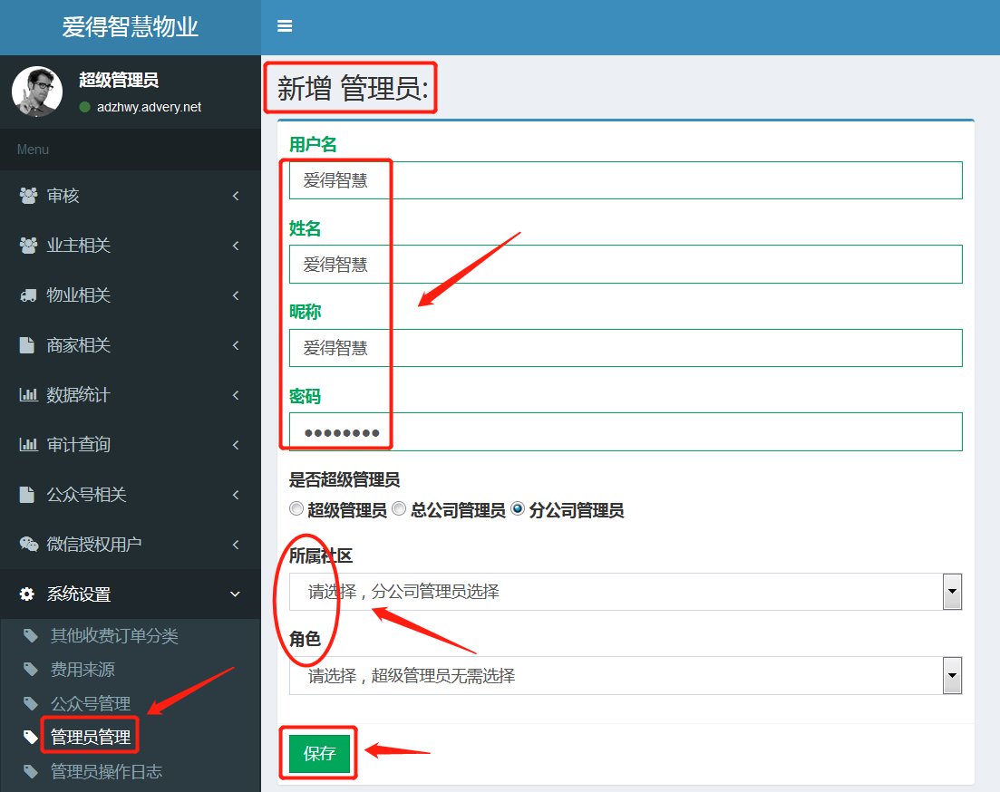 爱得智慧物业
超级管理员
adzhwy.advery.net
Menu
审核
业主相关
物业相关
商家相关
数据统计
审计查询
公众号相关
微信授权用户
系统设置
其他收费订单分类
费用来源
公众号管理
管理员管理
管理员操作日志
新增 管理员:
用户名
爱得智慧
姓名
爱得智慧
昵称
爱得智慧
密码
●●●●●●●●
是否超级管理员
超级管理员 总公司管理员 分公司管理员
所属社区
请选择，分公司管理员选择
角色
请选择，超级管理员无需选择
保存